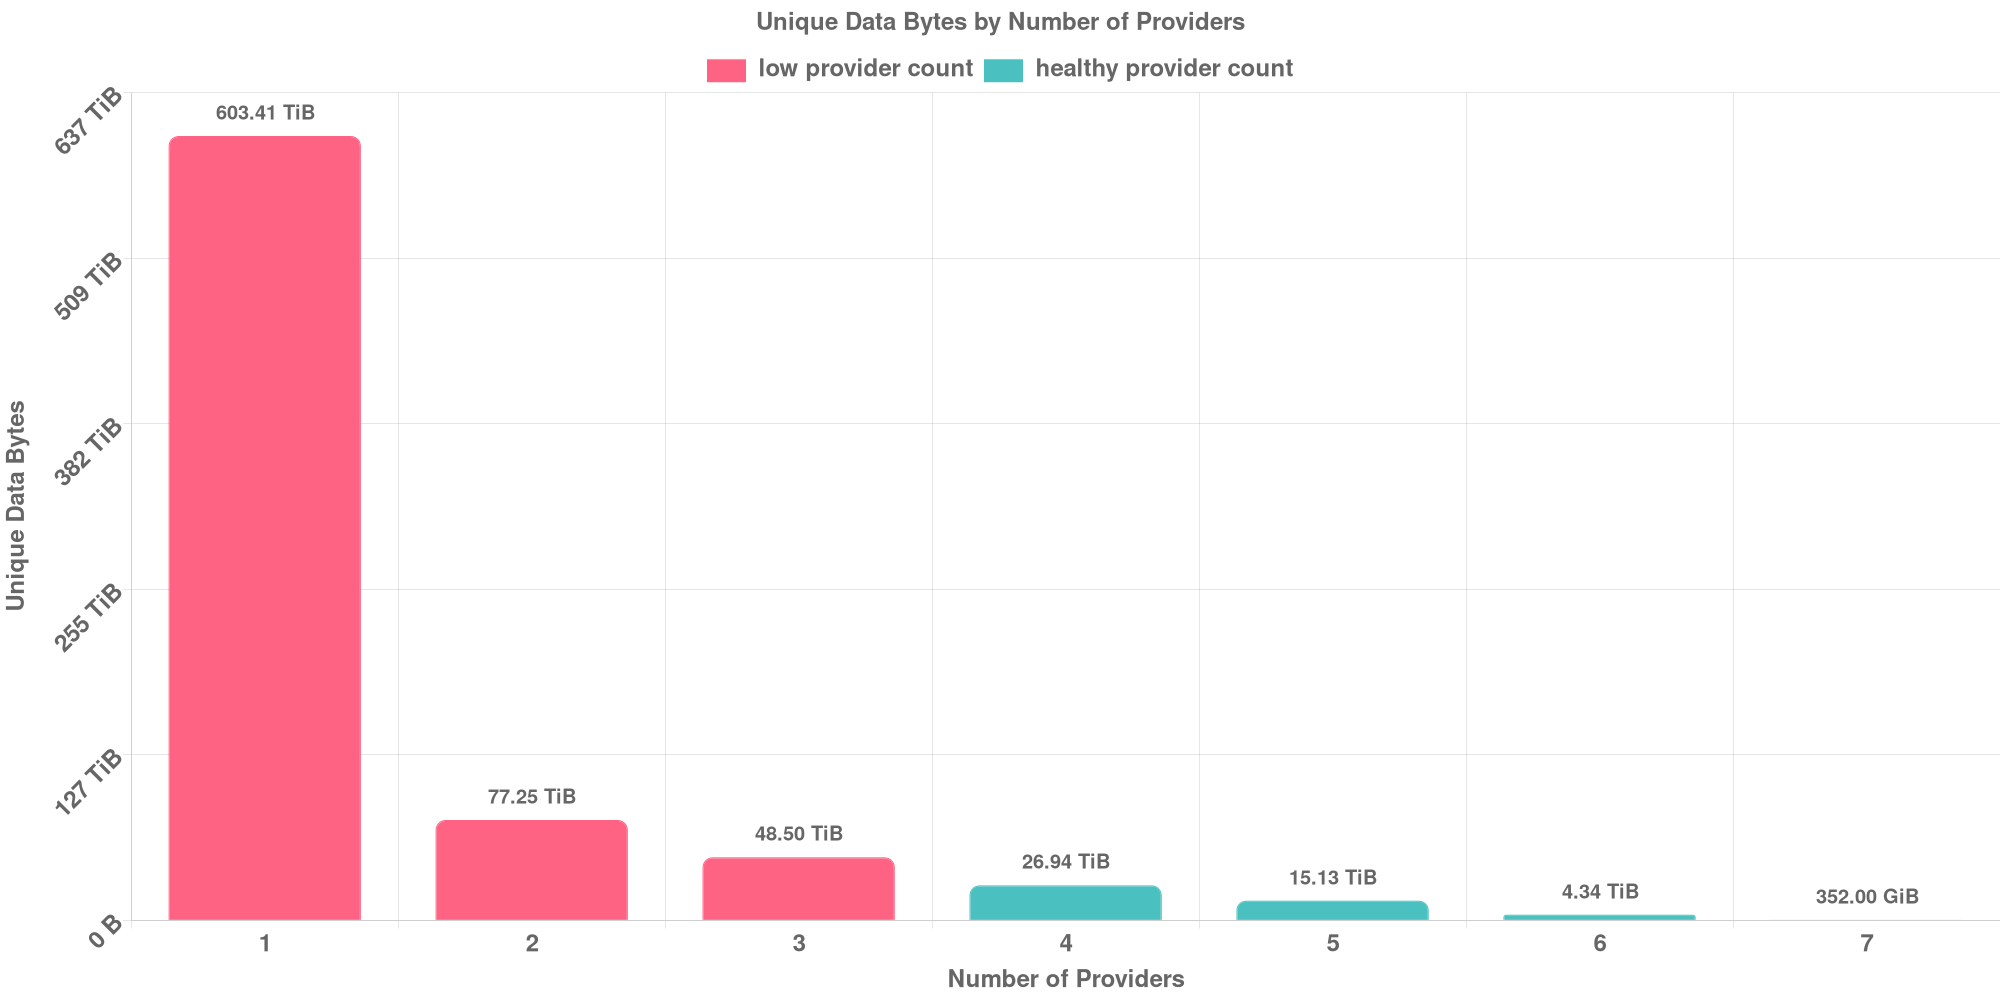 Unique Data Bytes by Number of Providers
low provider count
healthy provider count
637 TiB
509 TiB
382 TiB
255 TiB
127 TiB
0 B
Unique Data Bytes
603.41 TiB
77.25 TiB
48.50 TiB
26.94 TiB
15.13 TiB
4.34 TiB
352.00 GiB
1
2
3
4
5
6
7
Number of Providers